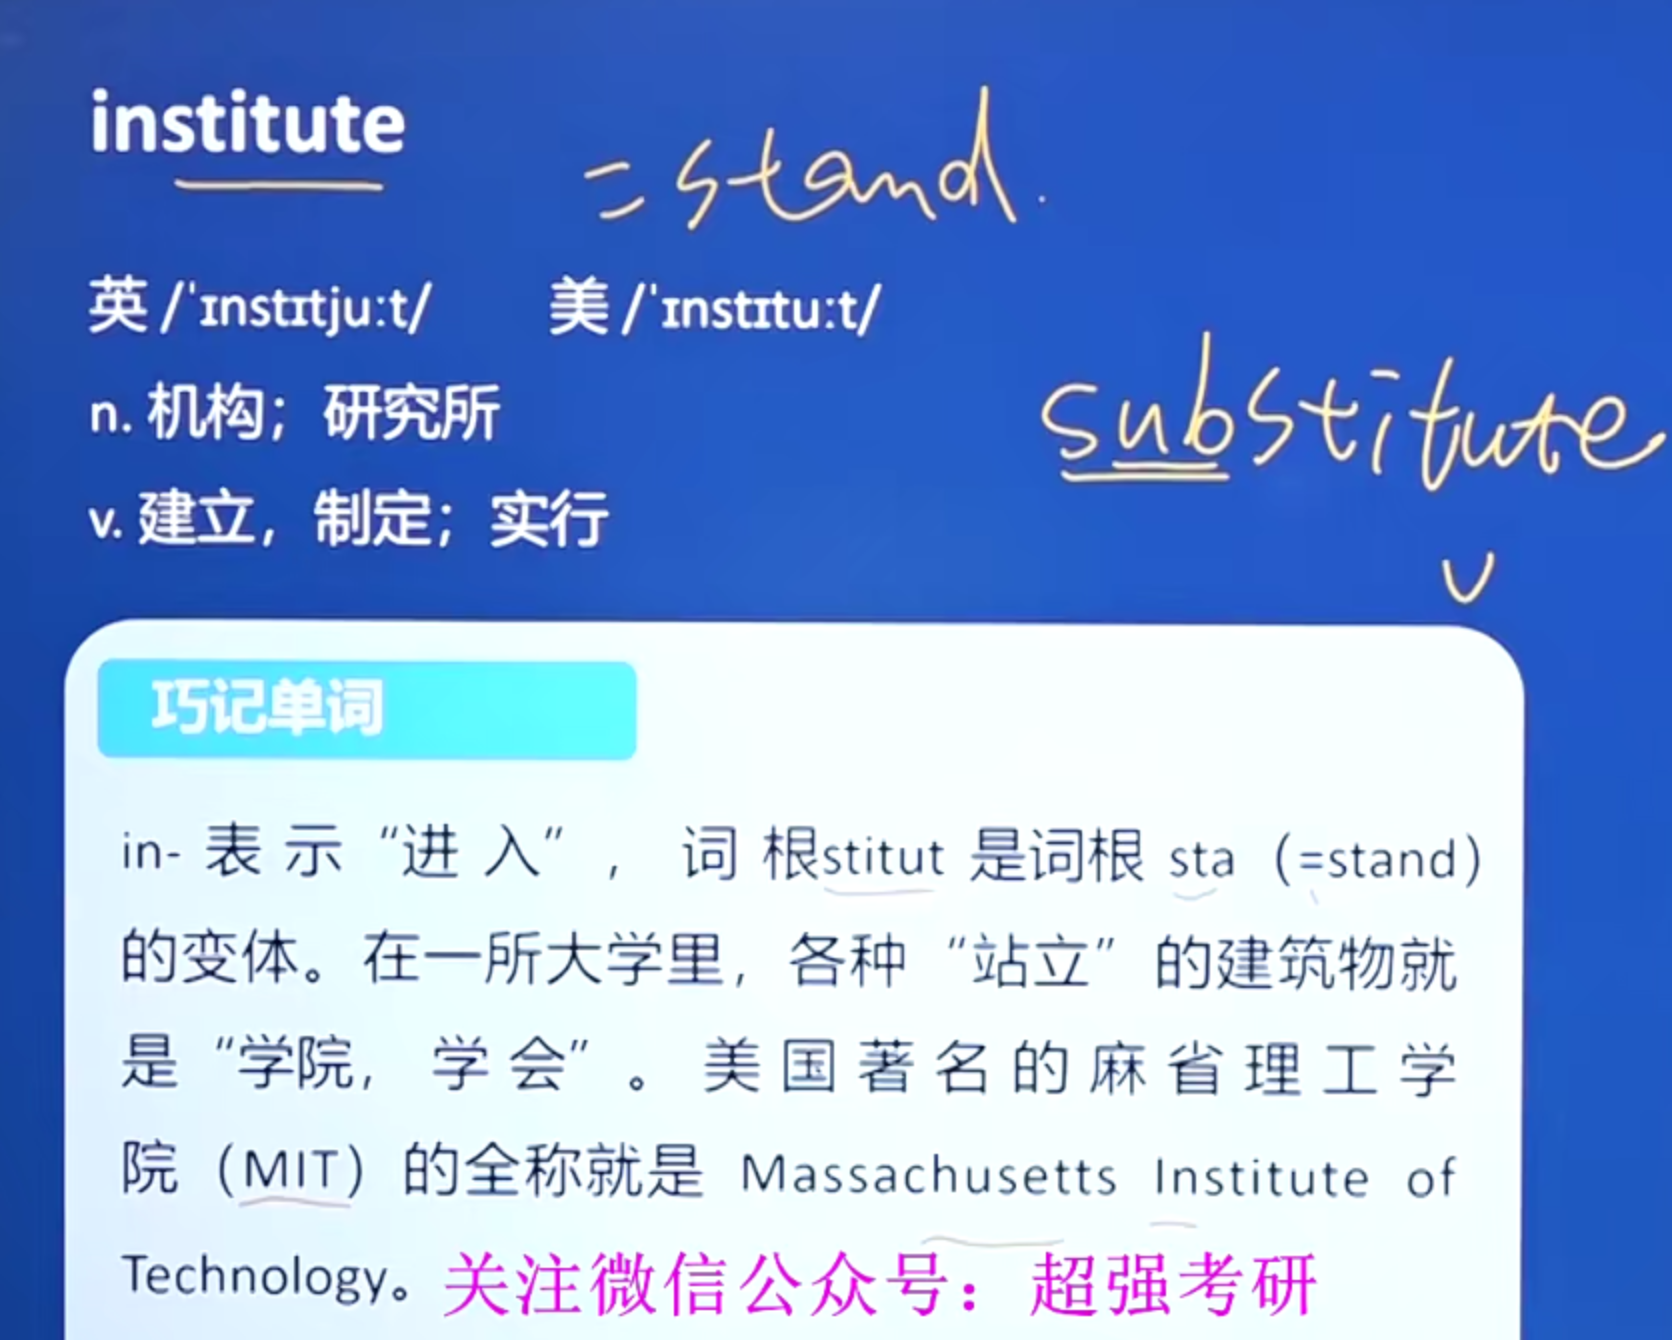 institute
=stand.
英 /ˈɪnstɪtjuːt/ 美 /ˈɪnstɪtuːt/
n. 机构；研究所
substitute
v. 建立，制定；实行
v
巧记单词
in- 表示“进入”，词根stitut 是词根 sta（=stand）
的变体。在一所大学里，各种“站立”的建筑物就
是“学院，学会”。美国著名的麻省理工学
院（MIT）的全称就是 Massachusetts Institute of
Technology。关注微信公众号：超强考研